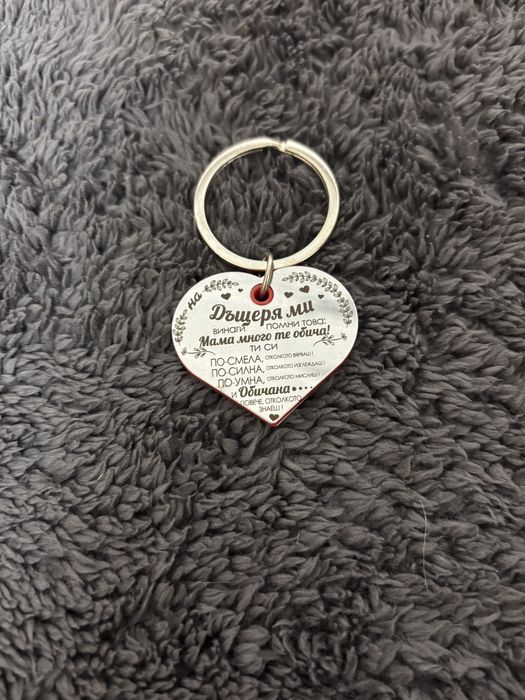 на
Дъщеря ми
винаги помни това:
Мама много те обича!
ти си
по-смела, отколкото вярваш!
по-силна, отколкото изглеждаш!
по-умна, отколкото мислиш!
и Обичана....
повече, отколкото
знаеш!